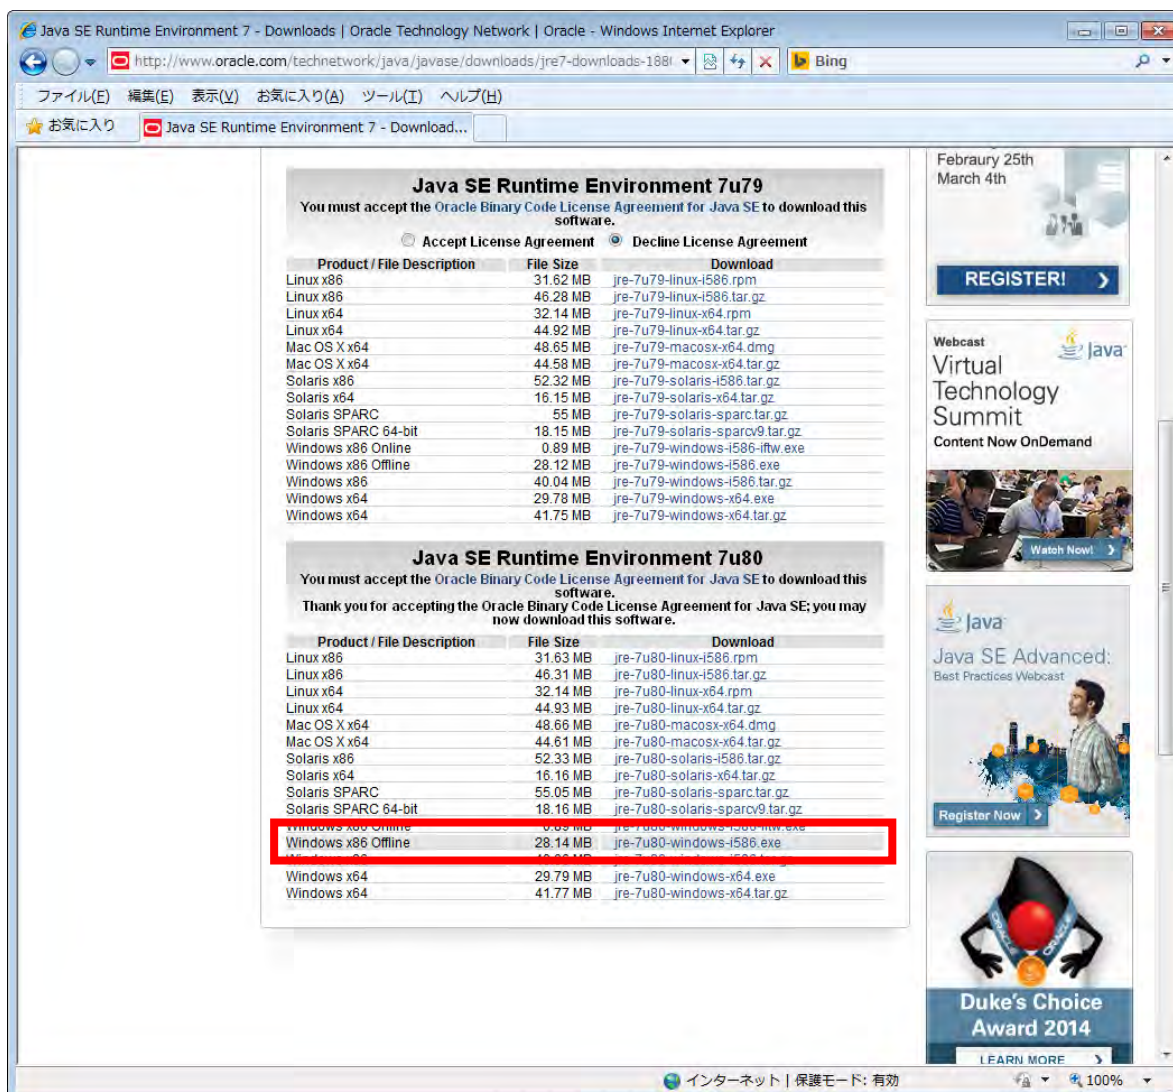 Java SE Runtime Environment 7 - Downloads | Oracle Technology Network | Oracle - Windows Internet Explorer
http://www.oracle.com/technetwork/java/javase/downloads/jre7-downloads-188
Bing
ファイル(F) 編集(E) 表示(V) お気に入り(A) ツール(T) ヘルプ(H)
お気に入り
Java SE Runtime Environment 7 - Download...
Java SE Runtime Environment 7u79
You must accept the Oracle Binary Code License Agreement for Java SE to download this
software.
Accept License Agreement Decline License Agreement
Product / File Description File Size Download
Linux x86 31.62 MB jre-7u79-linux-i586.rpm
Linux x86 46.28 MB jre-7u79-linux-i586.tar.gz
Linux x64 32.14 MB jre-7u79-linux-x64.rpm
Linux x64 44.92 MB jre-7u79-linux-x64.tar.gz
Mac OS X x64 48.65 MB jre-7u79-macosx-x64.dmg
Mac OS X x64 44.58 MB jre-7u79-macosx-x64.tar.gz
Solaris x86 52.32 MB jre-7u79-solaris-i586.tar.gz
Solaris x64 16.15 MB jre-7u79-solaris-x64.tar.gz
Solaris SPARC 55 MB jre-7u79-solaris-sparc.tar.gz
Solaris SPARC 64-bit 18.15 MB jre-7u79-solaris-sparcv9.tar.gz
Windows x86 Online 0.89 MB jre-7u79-windows-i586-iftw.exe
Windows x86 Offline 28.12 MB jre-7u79-windows-i586.exe
Windows x86 40.04 MB jre-7u79-windows-i586.tar.gz
Windows x64 29.78 MB jre-7u79-windows-x64.exe
Windows x64 41.75 MB jre-7u79-windows-x64.tar.gz
Java SE Runtime Environment 7u80
You must accept the Oracle Binary Code License Agreement for Java SE to download this
software.
Thank you for accepting the Oracle Binary Code License Agreement for Java SE; you may
now download this software.
Product / File Description File Size Download
Linux x86 31.63 MB jre-7u80-linux-i586.rpm
Linux x86 46.31 MB jre-7u80-linux-i586.tar.gz
Linux x64 32.14 MB jre-7u80-linux-x64.rpm
Linux x64 44.93 MB jre-7u80-linux-x64.tar.gz
Mac OS X x64 48.66 MB jre-7u80-macosx-x64.dmg
Mac OS X x64 44.61 MB jre-7u80-macosx-x64.tar.gz
Solaris x86 52.33 MB jre-7u80-solaris-i586.tar.gz
Solaris x64 16.16 MB jre-7u80-solaris-x64.tar.gz
Solaris SPARC 55.05 MB jre-7u80-solaris-sparc.tar.gz
Solaris SPARC 64-bit 18.16 MB jre-7u80-solaris-sparcv9.tar.gz
Windows x86 Online 0.89 MB jre-7u80-windows-i586-iftw.exe
Windows x86 Offline 28.14 MB jre-7u80-windows-i586.exe
Windows x64 29.79 MB jre-7u80-windows-x64.exe
Windows x64 41.77 MB jre-7u80-windows-x64.tar.gz
Febraury 25th
March 4th
REGISTER!
Webcast
Java
Virtual
Technology
Summit
Content Now OnDemand
Watch Now!
Java
Java SE Advanced:
Best Practices Webcast
Register Now
ORACLE ORACLE
Duke's Choice
Award 2014
LEARN MORE
インターネット | 保護モード: 有効
100%